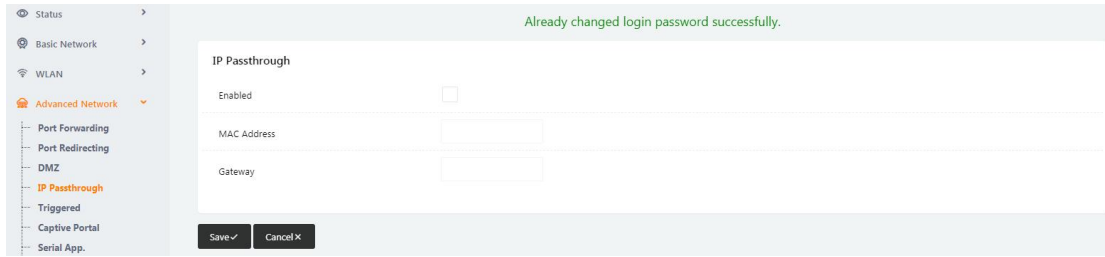 Status
Basic Network
WLAN
Advanced Network
Port Forwarding
Port Redirecting
DMZ
IP Passthrough
Triggered
Captive Portal
Serial App.
Already changed login password successfully.
IP Passthrough
Enabled
MAC Address
Gateway
Save Cancel